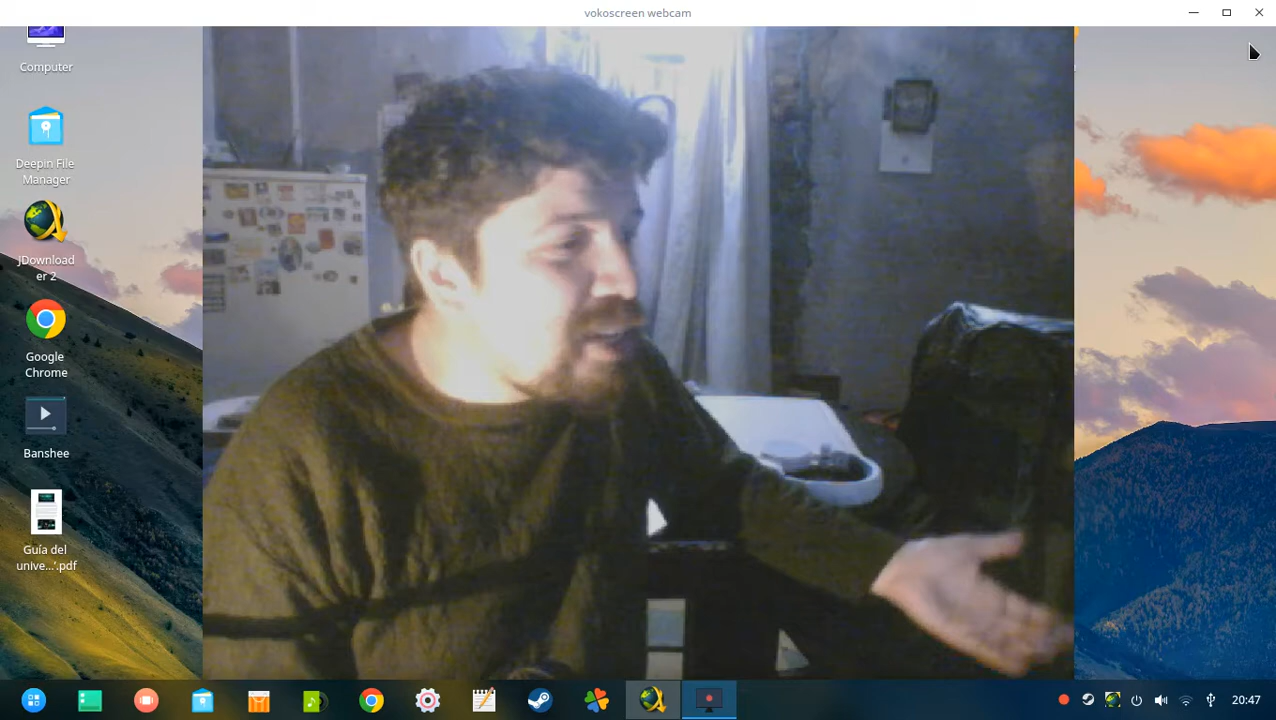 vokoscreen webcam
Computer
Deepin File
Manager
JDownload
er 2
Google
Chrome
Banshee
Guía del
unive...'.pdf
20:47